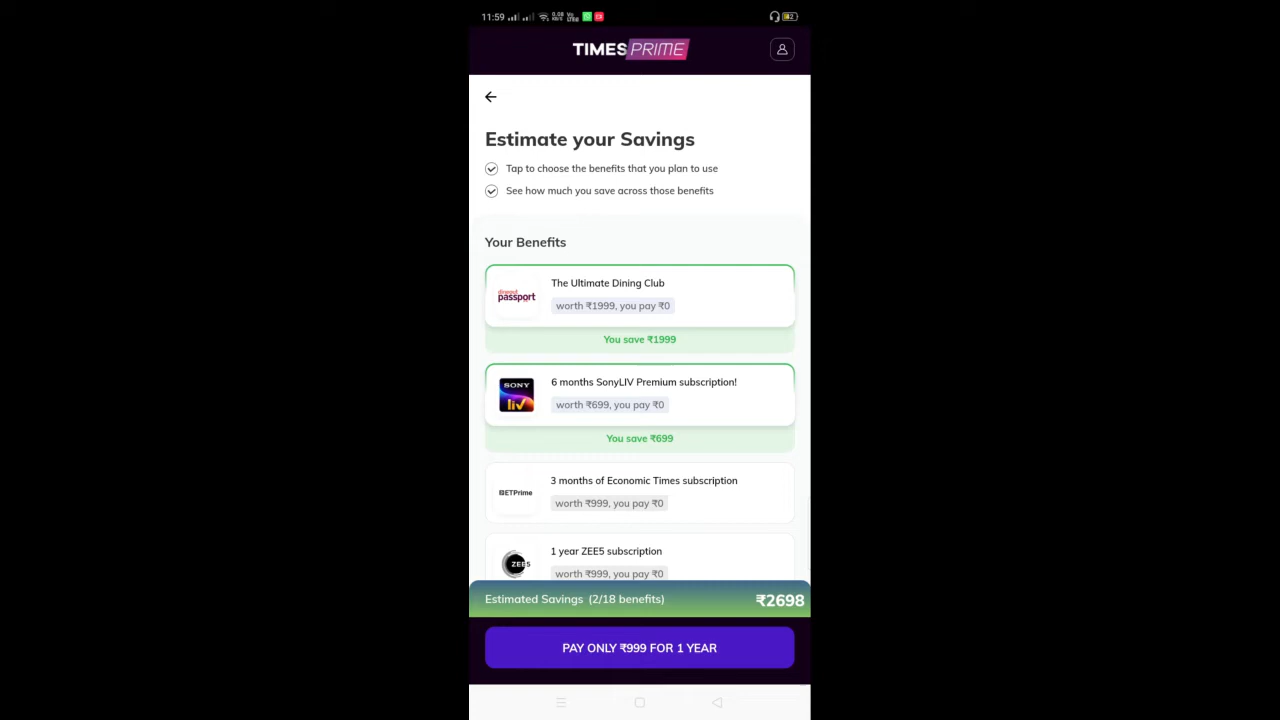 11:59
TIMES PRIME
Estimate your Savings
Tap to choose the benefits that you plan to use
See how much you save across those benefits
Your Benefits
passport
The Ultimate Dining Club
worth ₹1999, you pay ₹0
You save ₹1999
SONY
liv
6 months SonyLIV Premium subscription!
worth ₹699, you pay ₹0
You save ₹699
ETPrime
3 months of Economic Times subscription
worth ₹999, you pay ₹0
ZEE5
1 year ZEE5 subscription
worth ₹999, you pay ₹0
Estimated Savings (2/18 benefits)
₹2698
PAY ONLY ₹999 FOR 1 YEAR